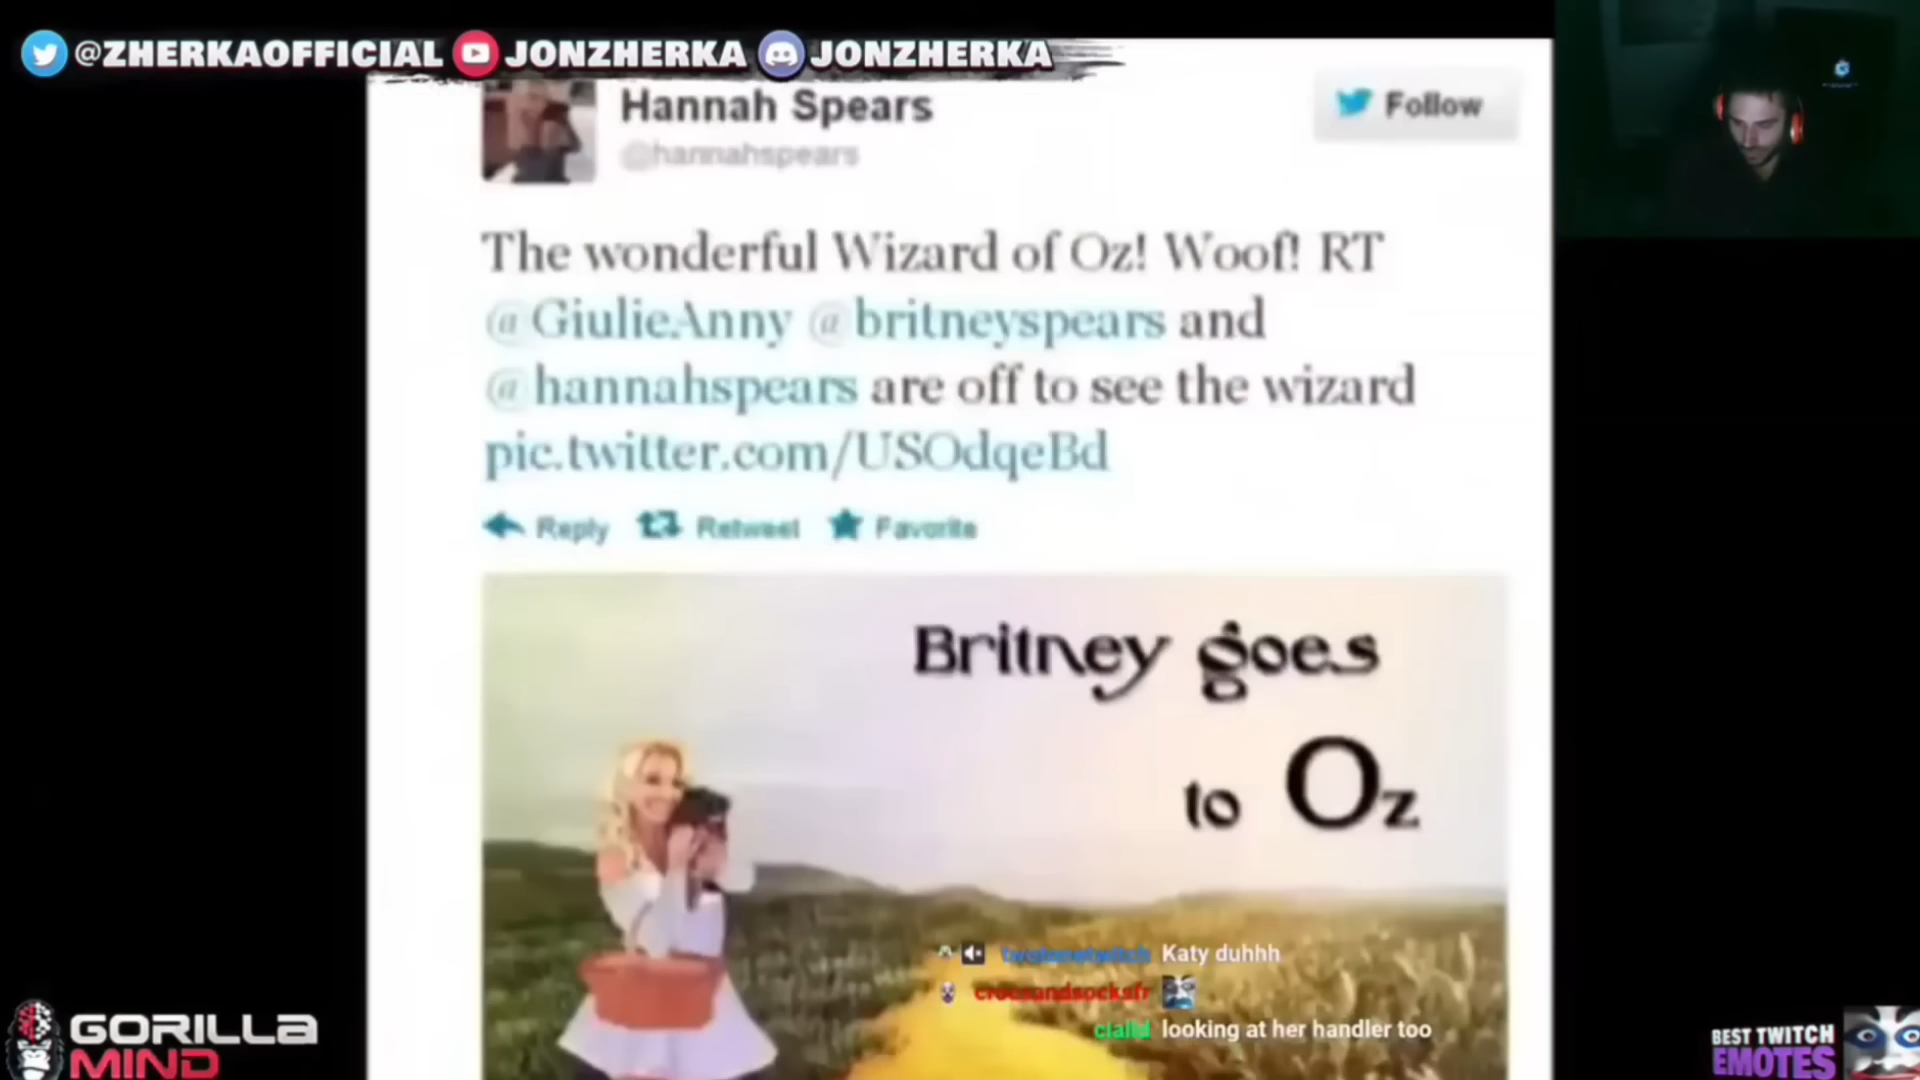 @ZHERKAOFFICIAL JONZHERKA JONZHERKA
Hannah Spears
@hannahspears
Follow
The wonderful Wizard of Oz! Woof! RT
@GiulieAnny @britneyspears and
@hannahspears are off to see the wizard
pic.twitter.com/USOdqeBd
Reply Retweet Favorite
Britney goes
to Oz
Katy duhhh
crocsandsocksfr
looking at her handler too
GORILLA
MIND
BEST TWITCH
EMOTES